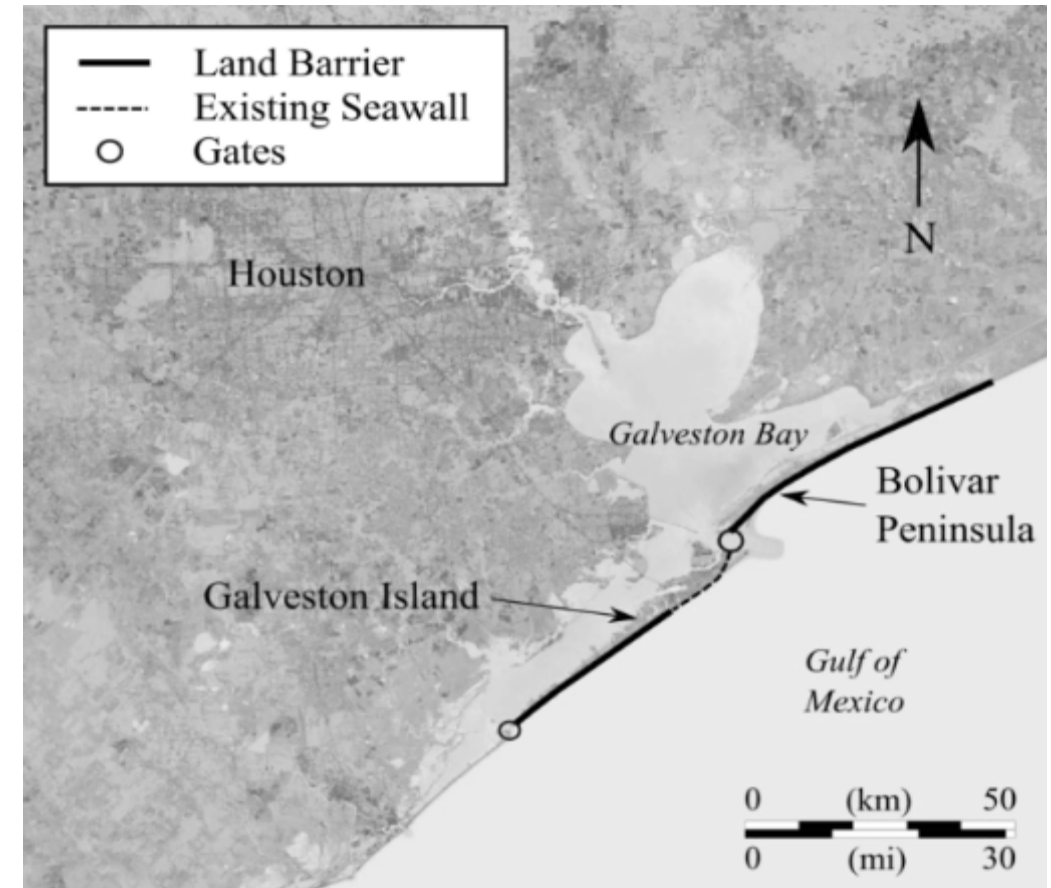 Land Barrier
Existing Seawall
Gates
N
Houston
Galveston Bay
Bolivar
Peninsula
Galveston Island
Gulf of
Mexico
0 (km) 50
0 (mi) 30